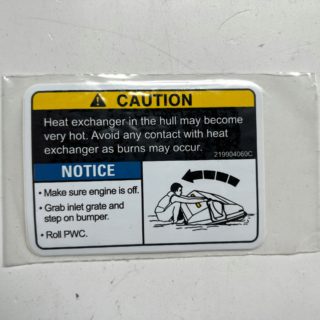 CAUTION
Heat exchanger in the hull may become
very hot. Avoid any contact with heat
exchanger as burns may occur.
219904069C
NOTICE
• Make sure engine is off.
• Grab inlet grate and
step on bumper.
• Roll PWC.